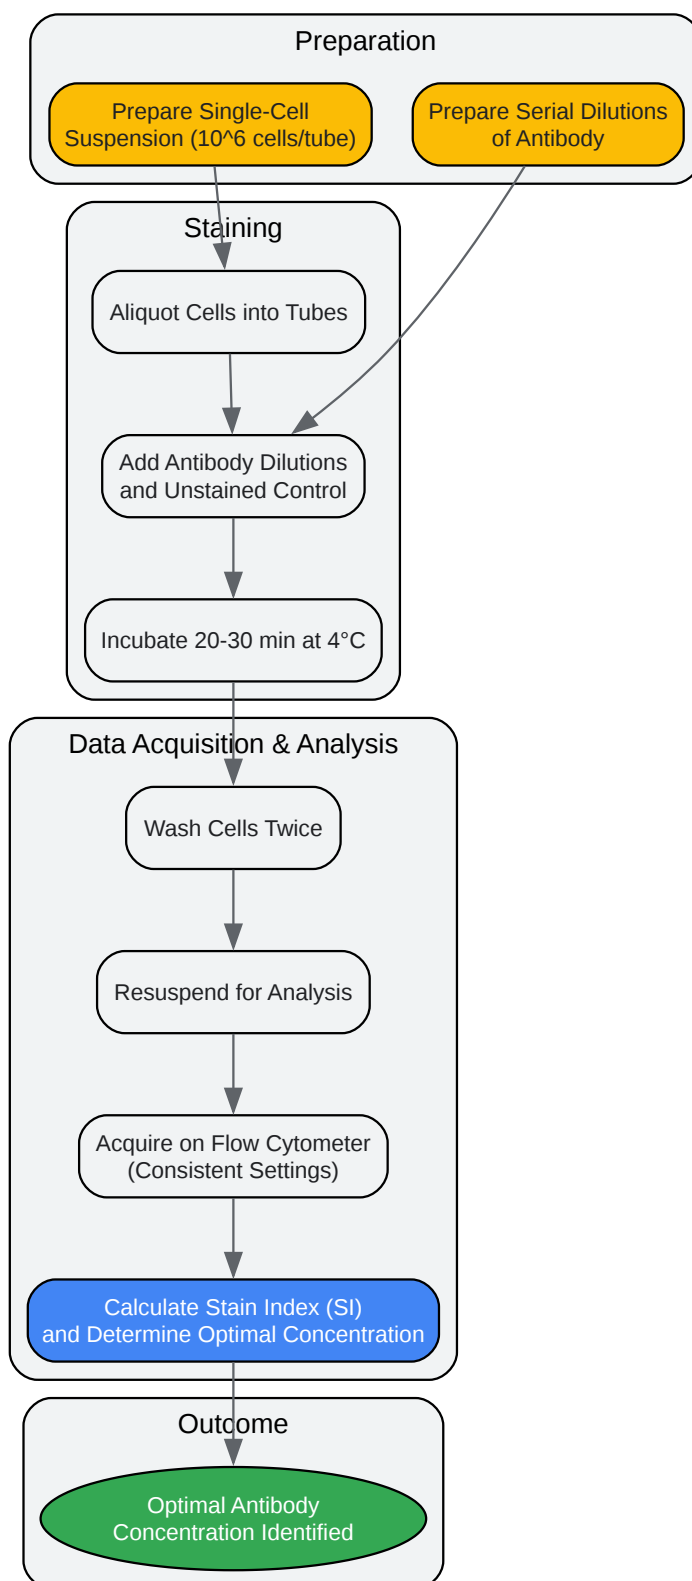 Preparation
Prepare Single-Cell
Suspension (10^6 cells/tube)
Prepare Serial Dilutions
of Antibody
Staining
Aliquot Cells into Tubes
Add Antibody Dilutions
and Unstained Control
Incubate 20-30 min at 4°C
Data Acquisition & Analysis
Wash Cells Twice
Resuspend for Analysis
Acquire on Flow Cytometer
(Consistent Settings)
Calculate Stain Index (SI)
and Determine Optimal Concentration
Outcome
Optimal Antibody
Concentration Identified